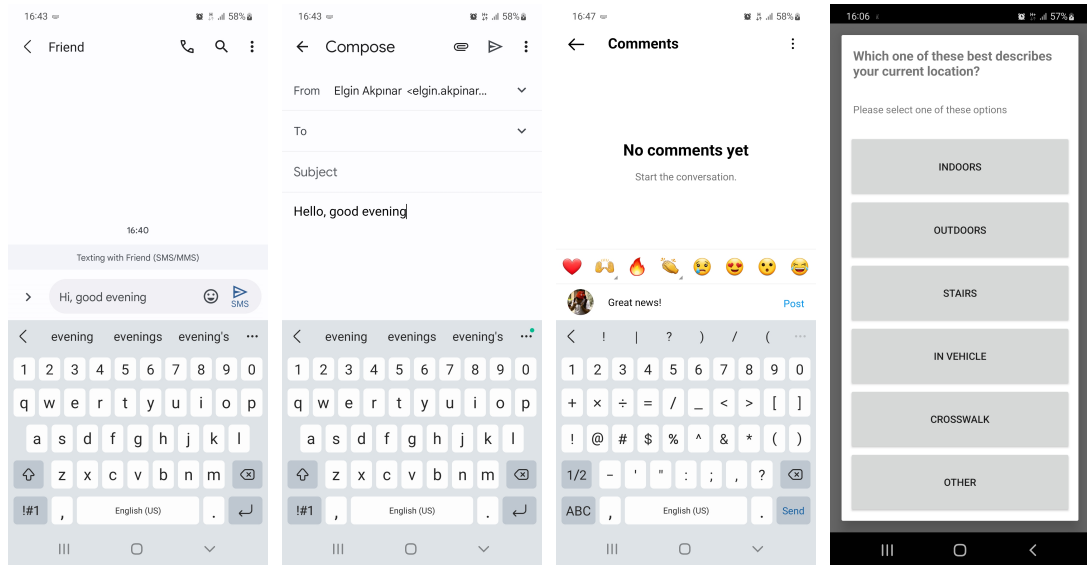 16:43
58%
Friend
16:40
Texting with Friend (SMS/MMS)
Hi, good evening
SMS
evening evenings evening's
1 2 3 4 5 6 7 8 9 0
q w e r t y u i o p
a s d f g h j k l
z x c v b n m
!#1 , English (US) .
16:43
58%
Compose
From Elgin Akpınar <elgin.akpinar...
To
Subject
Hello, good evening
evening evenings evening's
1 2 3 4 5 6 7 8 9 0
q w e r t y u i o p
a s d f g h j k l
z x c v b n m
!#1 , English (US) .
16:47
58%
Comments
No comments yet
Start the conversation.
Great news! Post
! | ? ) / (
1 2 3 4 5 6 7 8 9 0
+ × ÷ = / _ < > [ ]
! @ # $ % ^ & * ( )
1/2 - ' " : ; , ?
ABC , English (US) . Send
16:06
57%
Which one of these best describes
your current location?
Please select one of these options
INDOORS
OUTDOORS
STAIRS
IN VEHICLE
CROSSWALK
OTHER